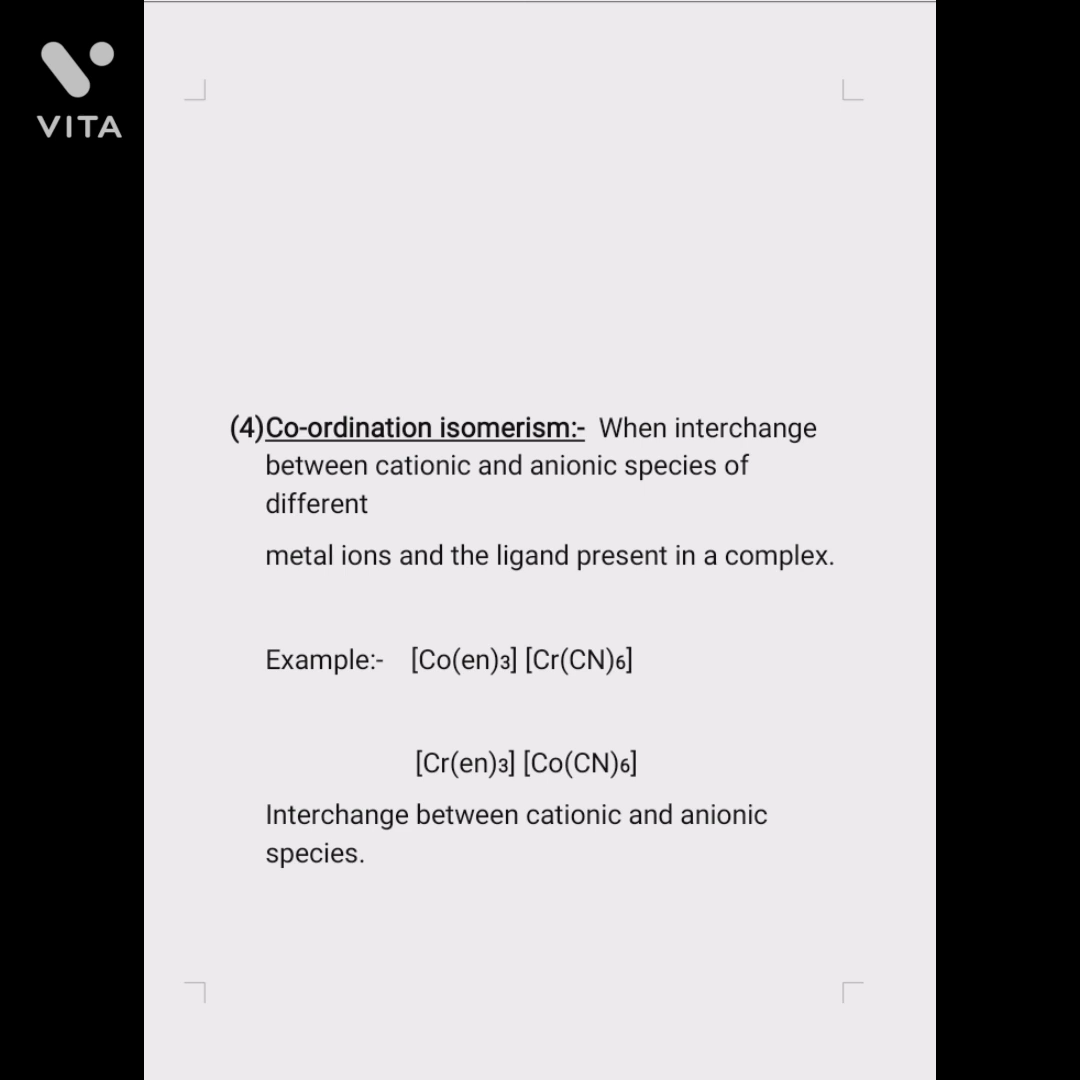 VITA
(4)Co-ordination isomerism:- When interchange
between cationic and anionic species of
different
metal ions and the ligand present in a complex.
Example:- [Co(en)3] [Cr(CN)6]
[Cr(en)3] [Co(CN)6]
Interchange between cationic and anionic
species.